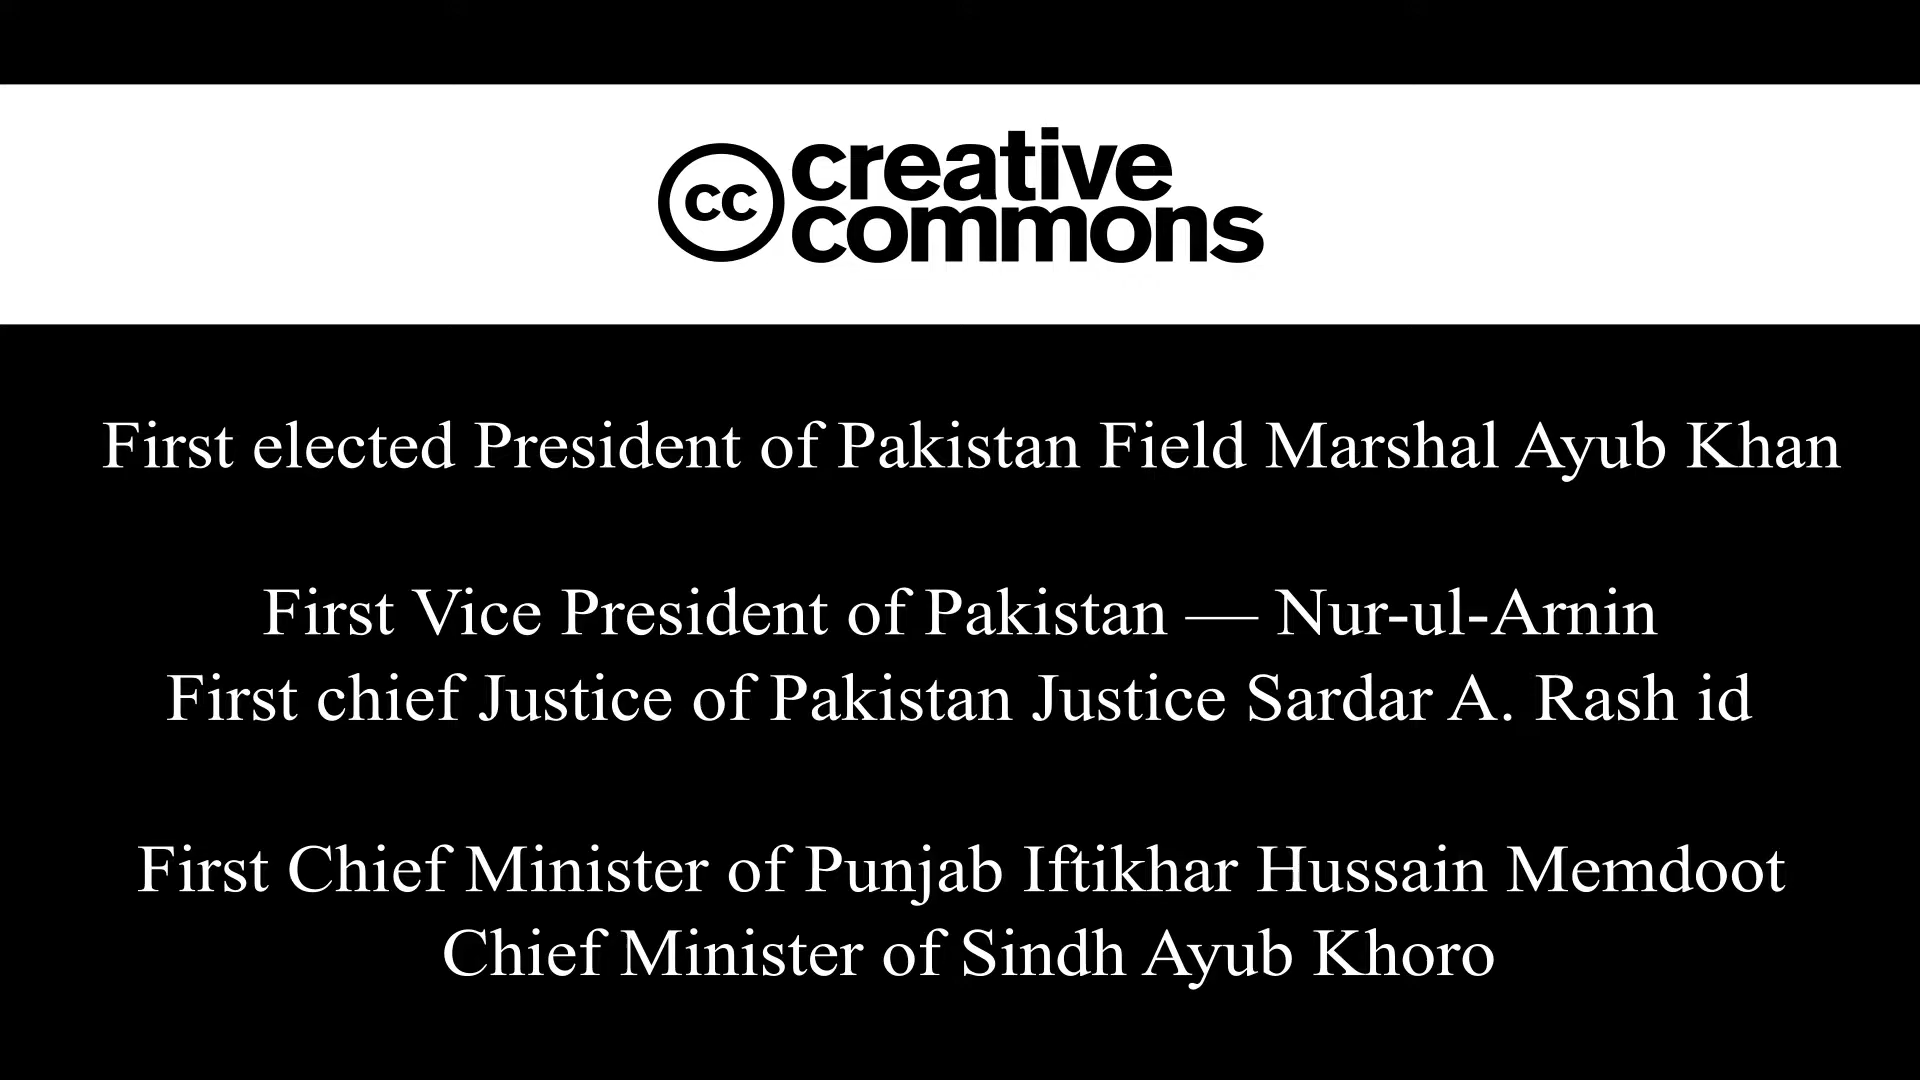 cc creative
commons
First elected President of Pakistan Field Marshal Ayub Khan
First Vice President of Pakistan — Nur-ul-Arnin
First chief Justice of Pakistan Justice Sardar A. Rash id
First Chief Minister of Punjab Iftikhar Hussain Memdoot
Chief Minister of Sindh Ayub Khoro